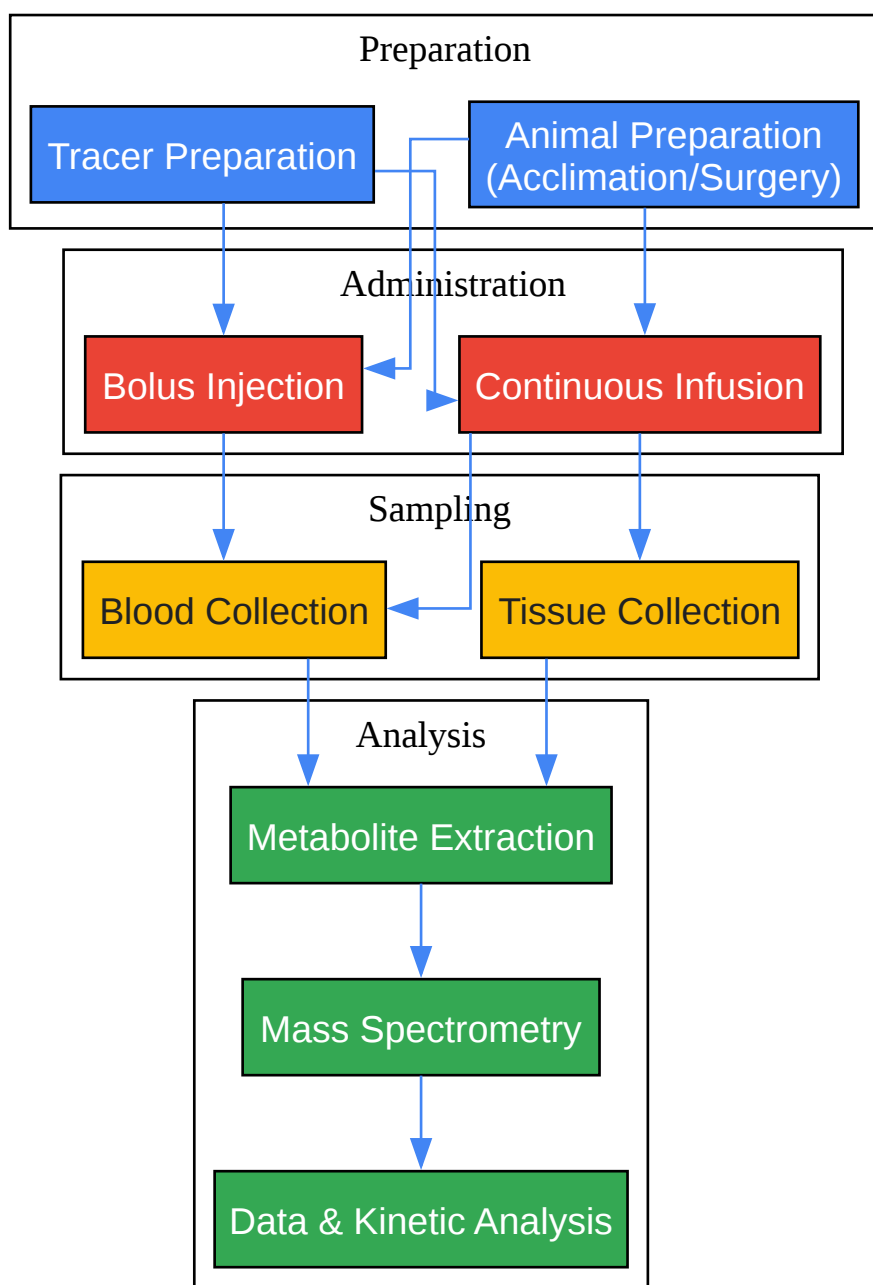 Preparation
Tracer Preparation
Animal Preparation
(Acclimation/Surgery)
Administration
Bolus Injection
Continuous Infusion
Sampling
Blood Collection
Tissue Collection
Analysis
Metabolite Extraction
Mass Spectrometry
Data & Kinetic Analysis